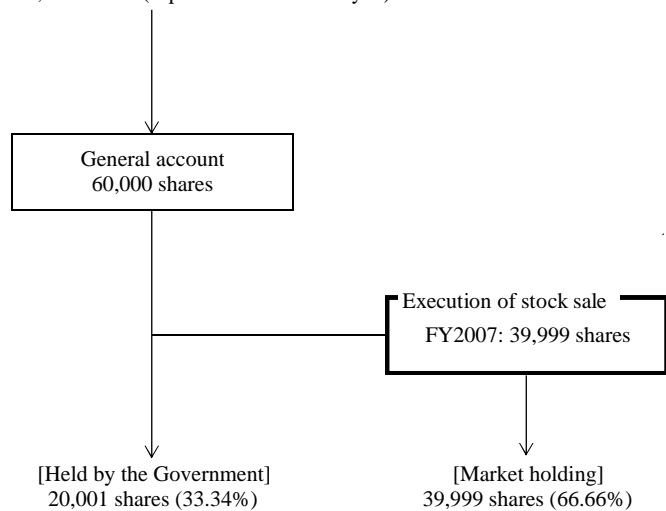 General account
60,000 shares
Execution of stock sale
FY2007: 39,999 shares
[Held by the Government]
20,001 shares (33.34%)
[Market holding]
39,999 shares (66.66%)